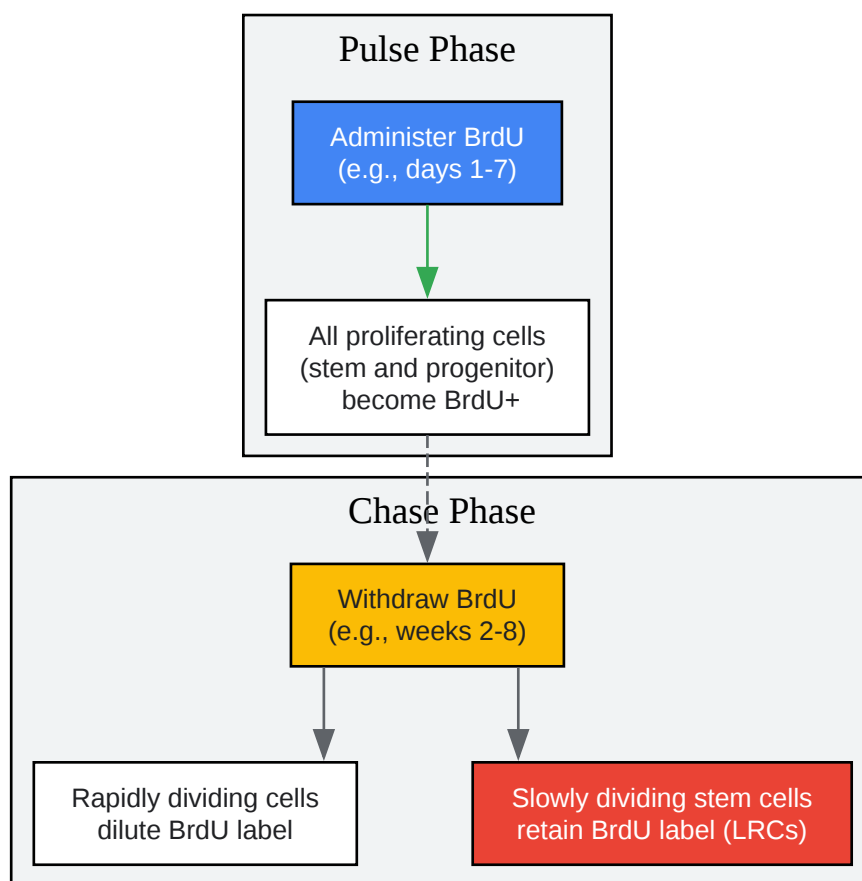 Pulse Phase
Administer BrdU
(e.g., days 1-7)
All proliferating cells
(stem and progenitor)
become BrdU+
Chase Phase
Withdraw BrdU
(e.g., weeks 2-8)
Rapidly dividing cells
dilute BrdU label
Slowly dividing stem cells
retain BrdU label (LRCs)